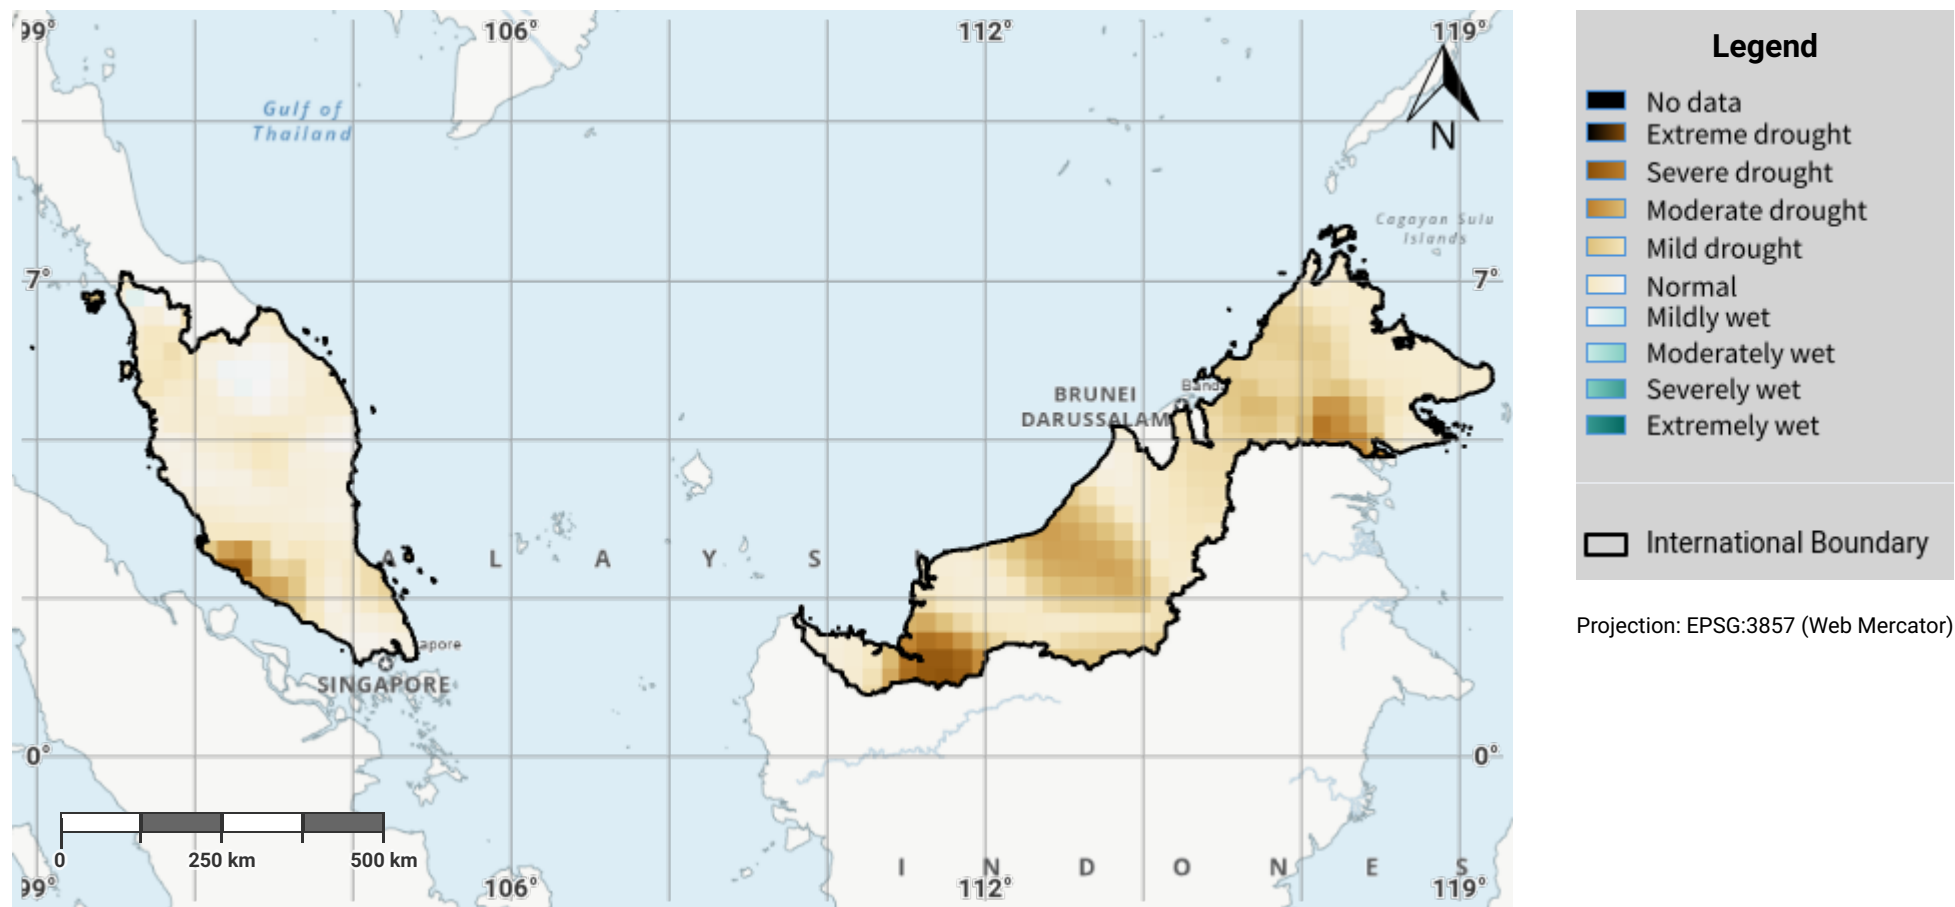 99°
106°
112°
119°
Gulf of
Thailand
N
Cagayan Sulu
Islands
7°
7°
BRUNEI
DARUSSALAM
Band
A L A Y S I
apore
SINGAPORE
0°
0°
0
250 km
500 km
I N D O N E S
99°
106°
112°
119°
Legend
No data
Extreme drought
Severe drought
Moderate drought
Mild drought
Normal
Mildly wet
Moderately wet
Severely wet
Extremely wet
International Boundary
Projection: EPSG:3857 (Web Mercator)